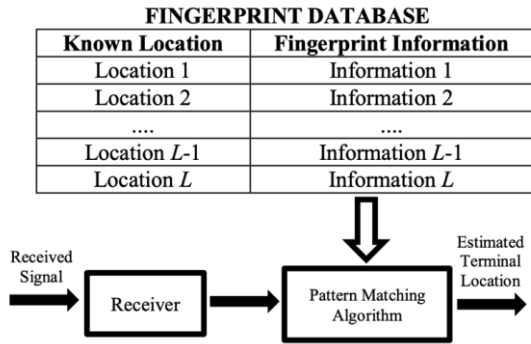 FINGERPRINT DATABASE
Known Location Fingerprint Information
Location 1 Information 1
Location 2 Information 2
.... ....
Location L-1 Information L-1
Location L Information L
Received
Signal
Receiver
Pattern Matching
Algorithm
Estimated
Terminal
Location